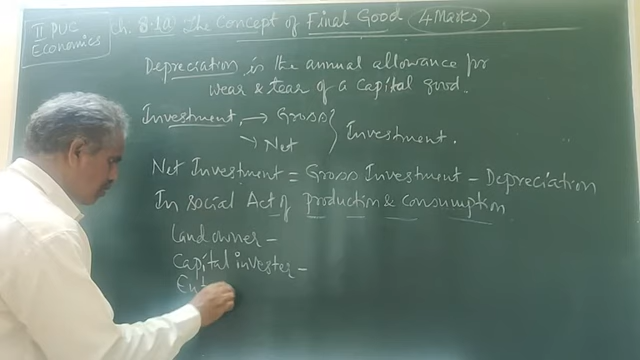 II PUC
Economics
Ch. 8.1a) The Concept of Final Good 4 Marks
Depreciation is the annual allowance for
wear & tear of a Capital good.
Investment → Gross
→ Net
Investment.
Net Investment = Gross Investment - Depreciation
In social Act of production & consumption
Land owner -
Capital invester -
Ent